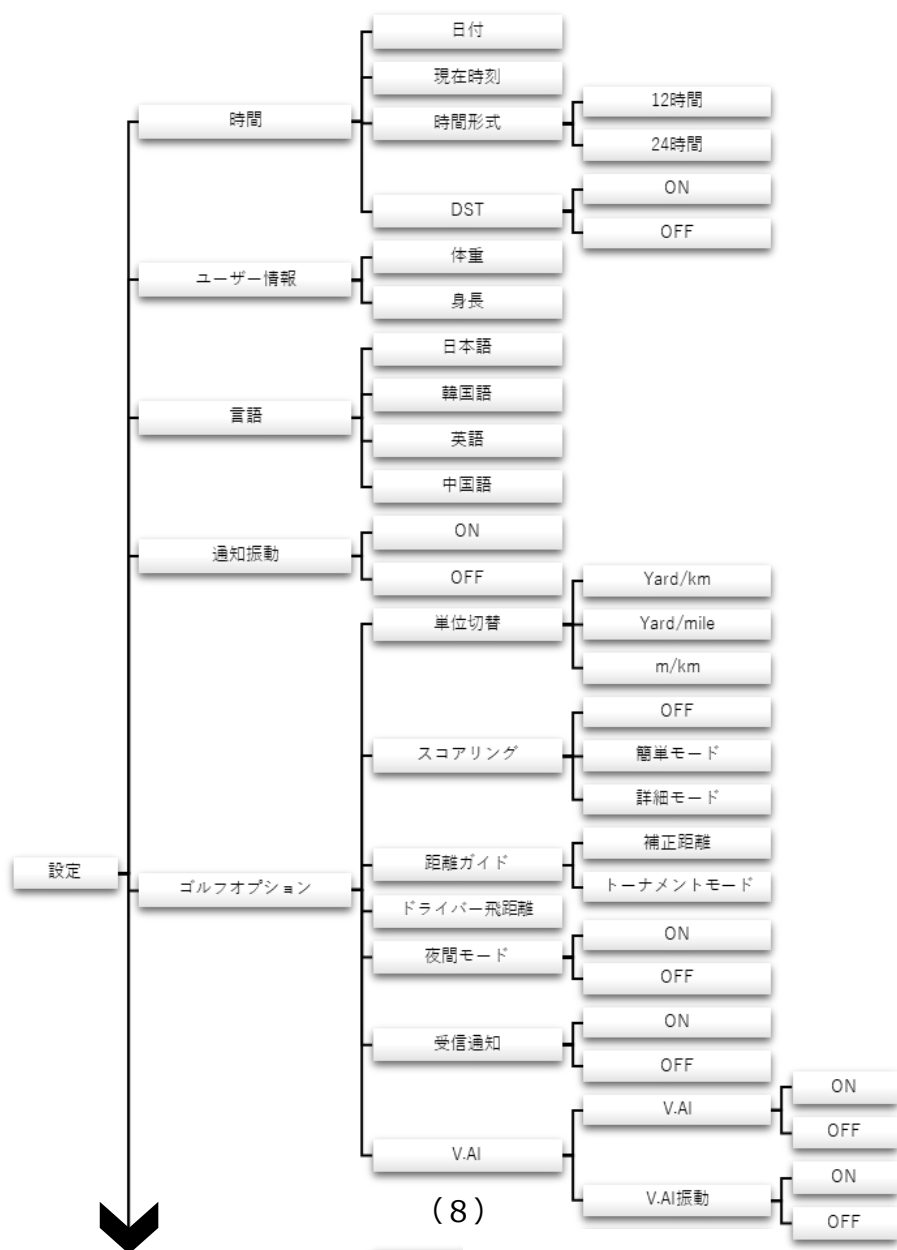 設定
時間
日付
現在時刻
時間形式
12時間
24時間
DST
ON
OFF
ユーザー情報
体重
身長
言語
日本語
韓国語
英語
中国語
通知振動
ON
OFF
ゴルフオプション
単位切替
Yard/km
Yard/mile
m/km
スコアリング
OFF
簡単モード
詳細モード
距離ガイド
補正距離
トーナメントモード
ドライバー飛距離
夜間モード
ON
OFF
受信通知
ON
OFF
V.AI
V.AI
ON
OFF
V.AI振動
ON
OFF
(8)